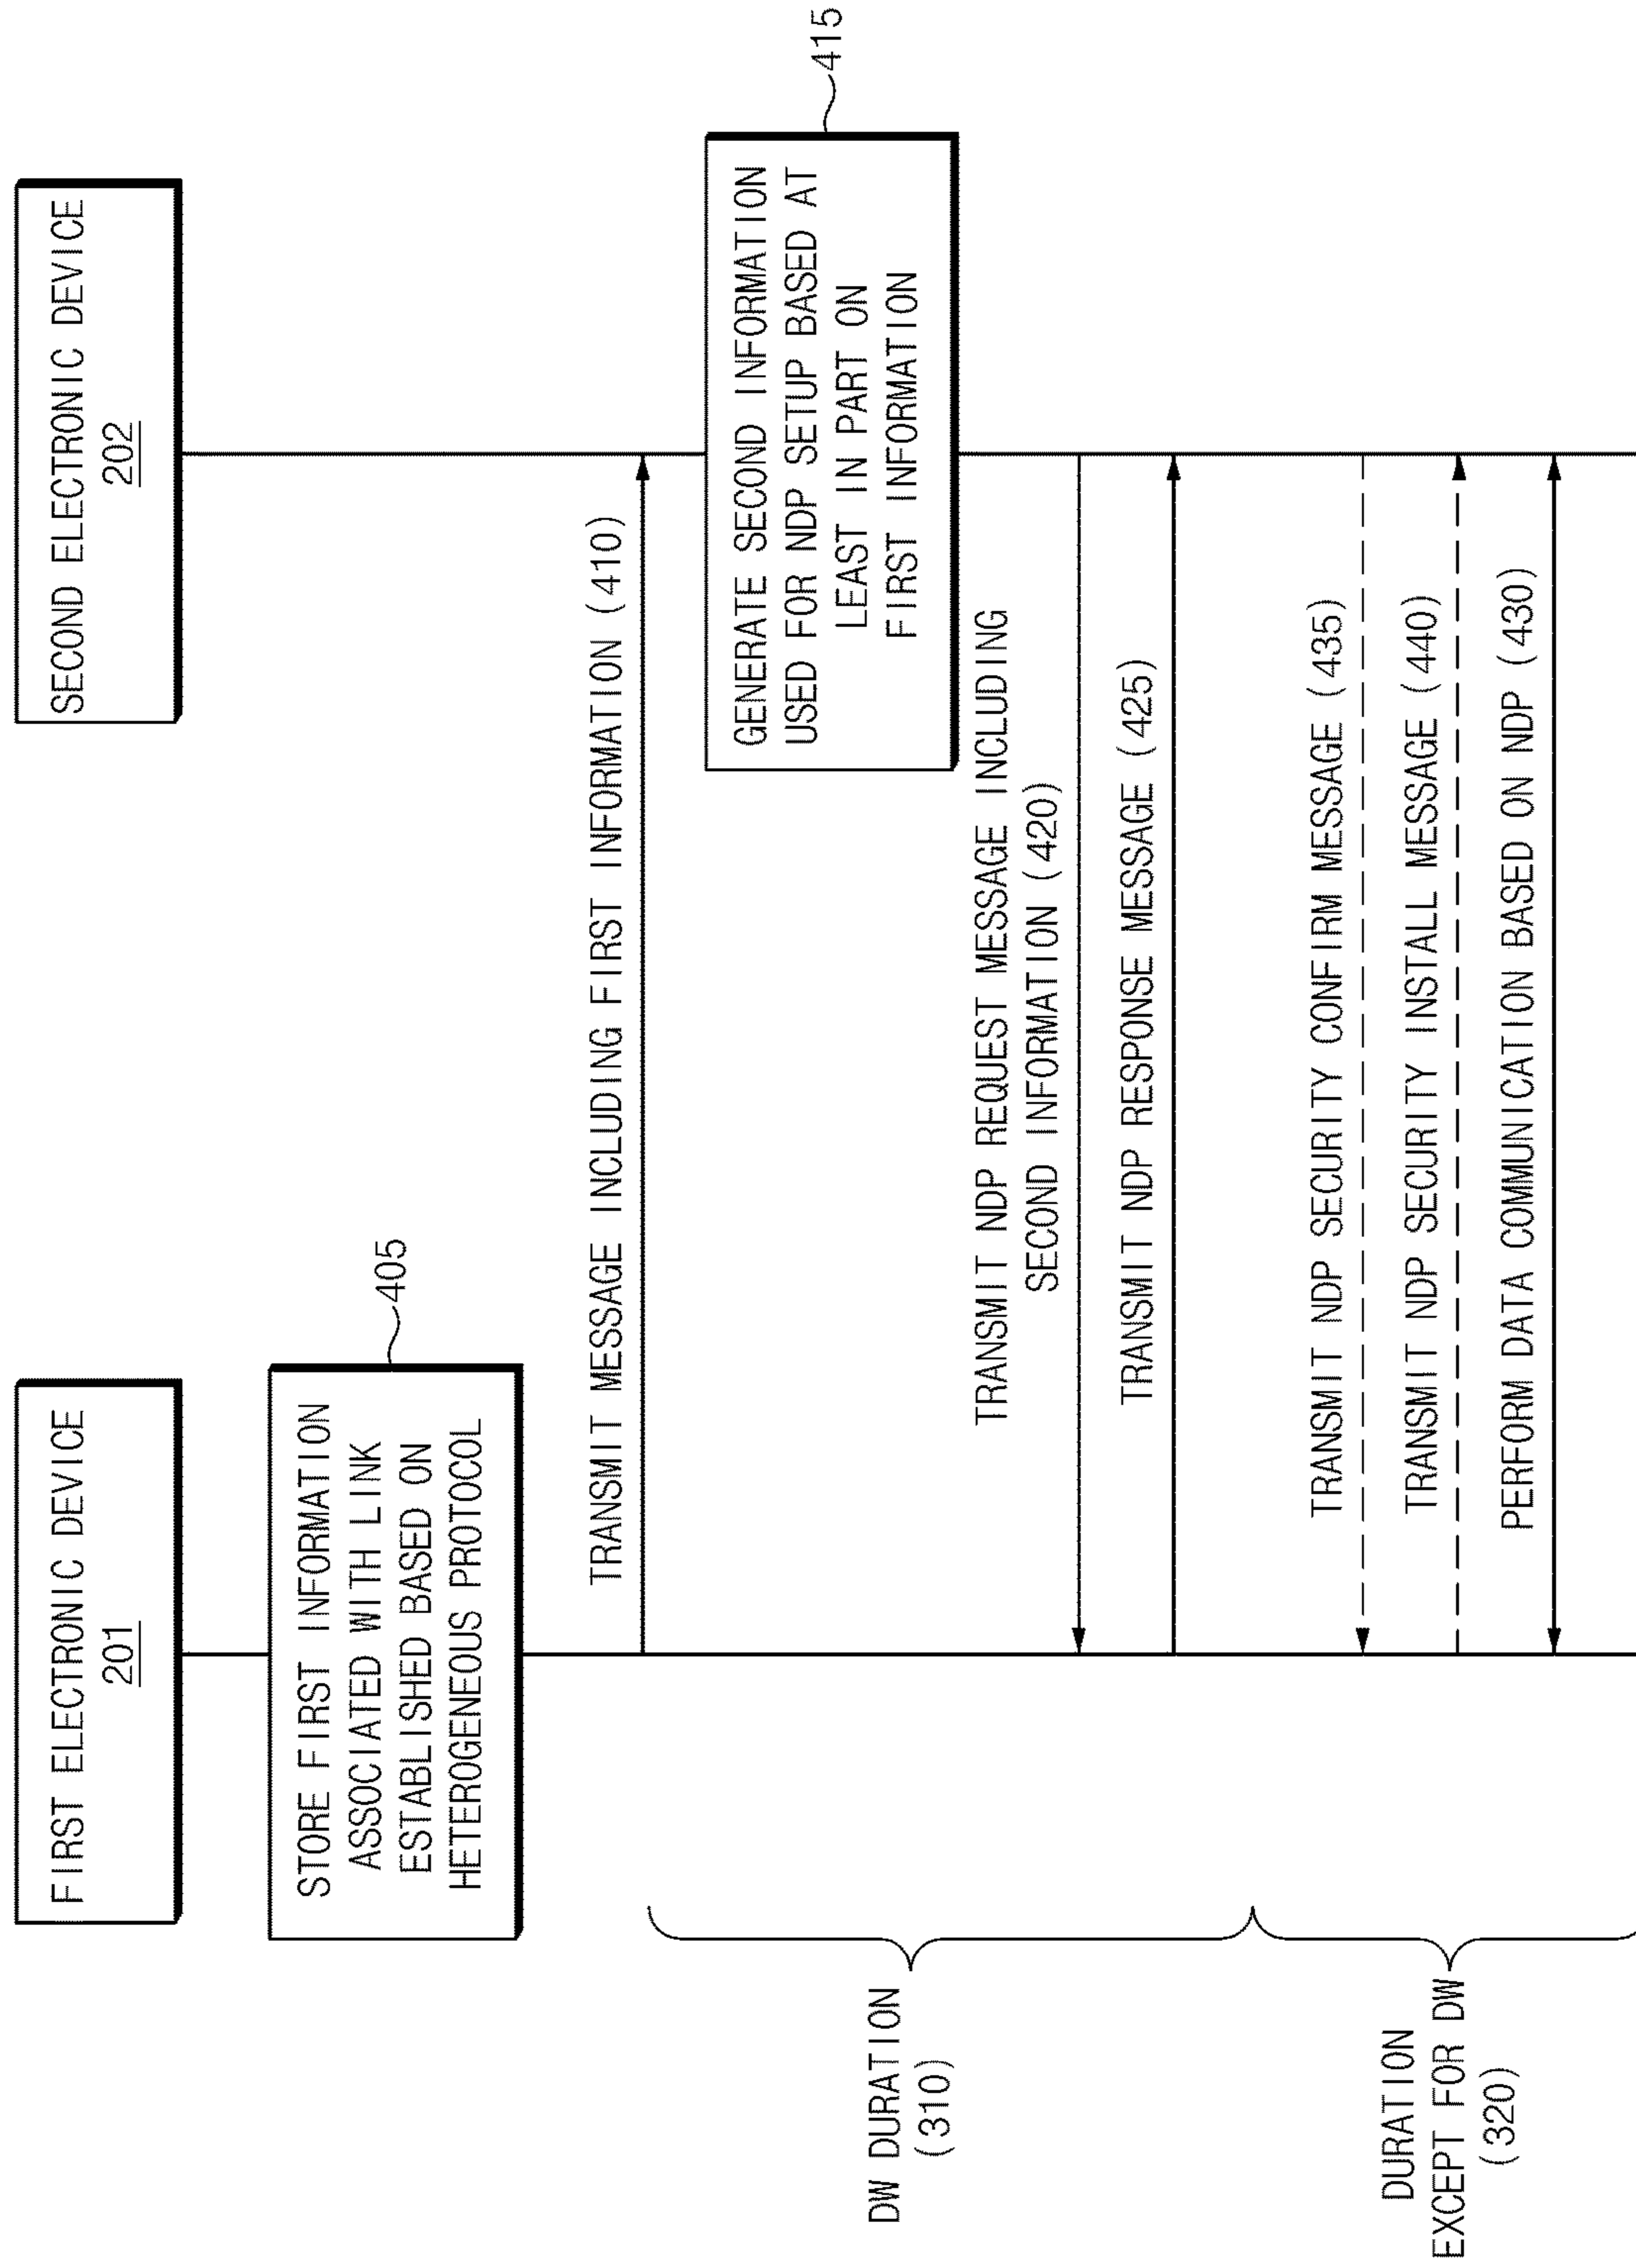 FIRST ELECTRONIC DEVICE
201
SECOND ELECTRONIC DEVICE
202
STORE FIRST INFORMATION
ASSOCIATED WITH LINK
ESTABLISHED BASED ON
HETEROGENEOUS PROTOCOL
405
TRANSMIT MESSAGE INCLUDING FIRST INFORMATION (410)
GENERATE SECOND INFORMATION
USED FOR NDP SETUP BASED AT
LEAST IN PART ON
FIRST INFORMATION
415
DW DURATION
(310)
TRANSMIT NDP REQUEST MESSAGE INCLUDING
SECOND INFORMATION (420)
TRANSMIT NDP RESPONSE MESSAGE (425)
DURATION
EXCEPT FOR DW
(320)
TRANSMIT NDP SECURITY CONFIRM MESSAGE (435)
TRANSMIT NDP SECURITY INSTALL MESSAGE (440)
PERFORM DATA COMMUNICATION BASED ON NDP (430)